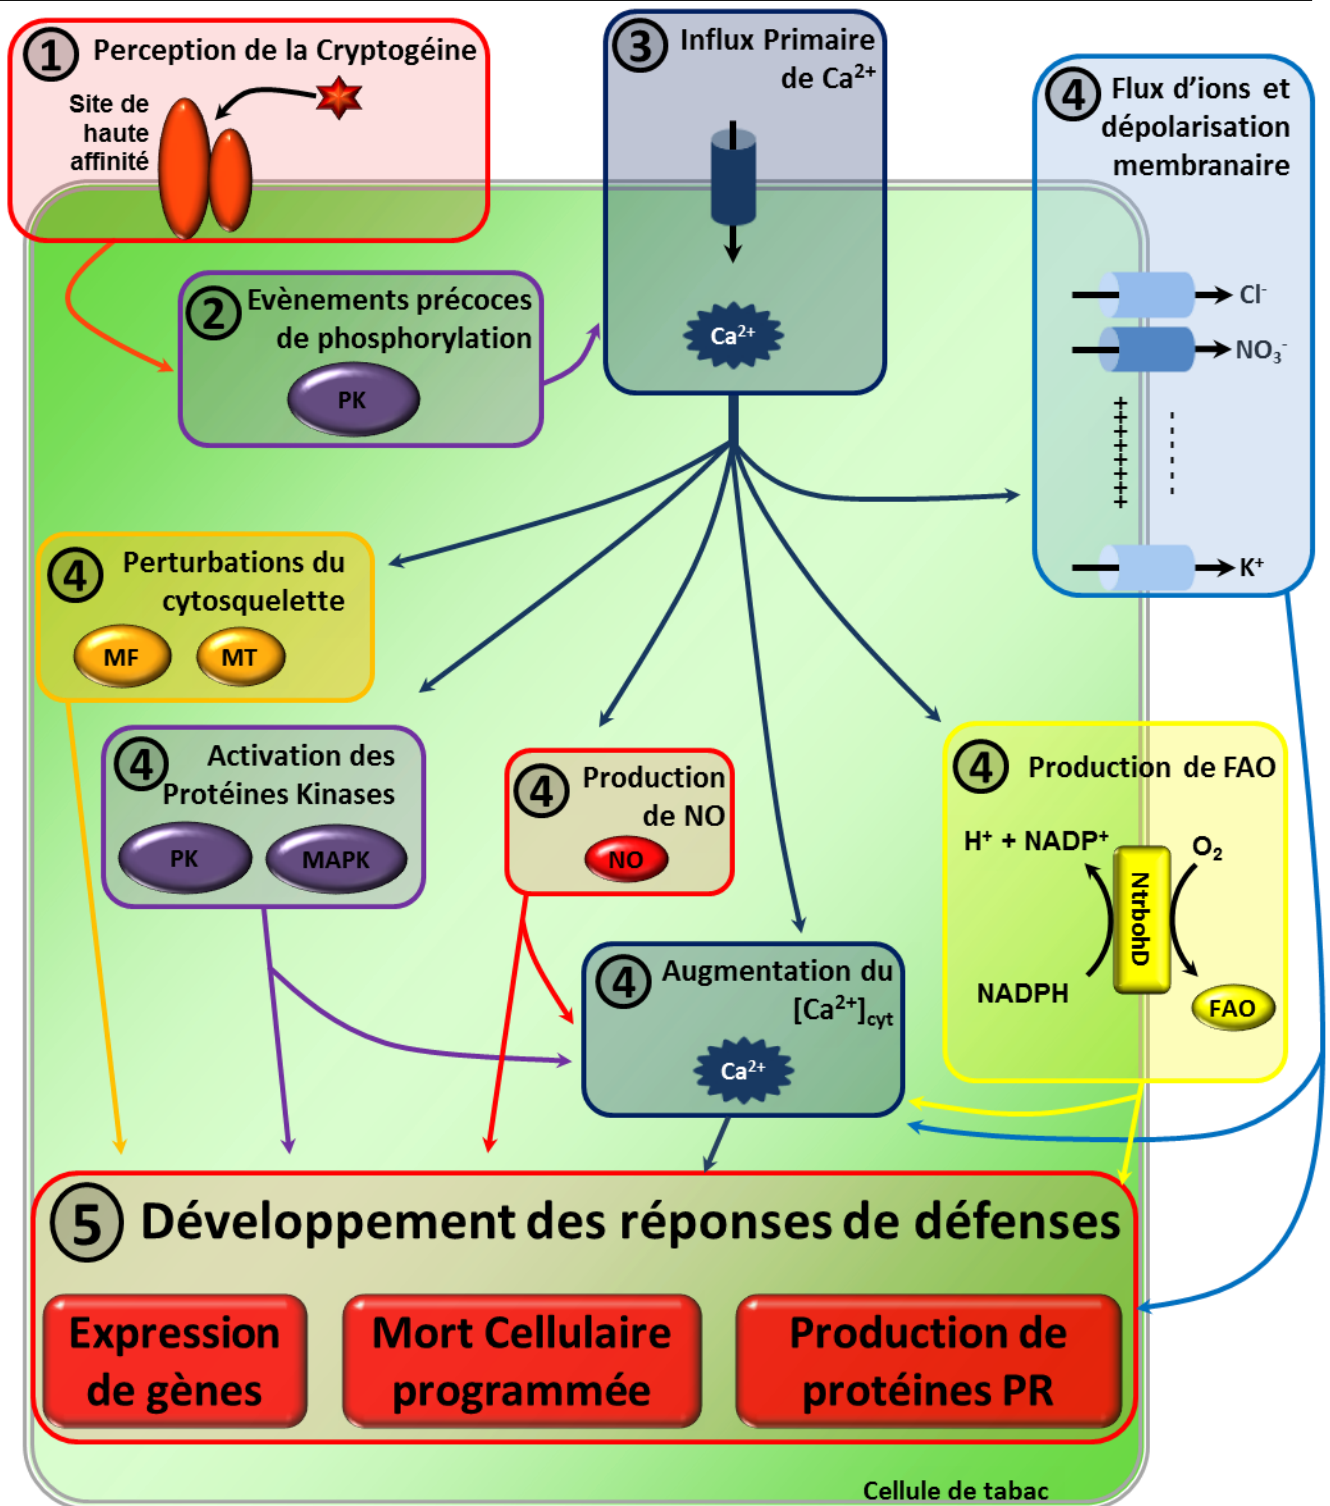 1
Perception de la Cryptogéine
Site de
haute
affinité
2
Evènements précoces
de phosphorylation
PK
3
Influx Primaire
de Ca²⁺
Ca²⁺
4
Flux d’ions et
dépolarisation
membranaire
Cl⁻
NO₃⁻
+++++++
------
K⁺
4
Perturbations du
cytosquelette
MF
MT
4
Activation des
Protéines Kinases
PK
MAPK
4
Production
de NO
NO
4
Augmentation du
[Ca²⁺]cyt
Ca²⁺
4
Production de FAO
H⁺ + NADP⁺
O₂
NtrbohD
NADPH
FAO
5
Développement des réponses de défenses
Expression
de gènes
Mort Cellulaire
programmée
Production de
protéines PR
Cellule de tabac